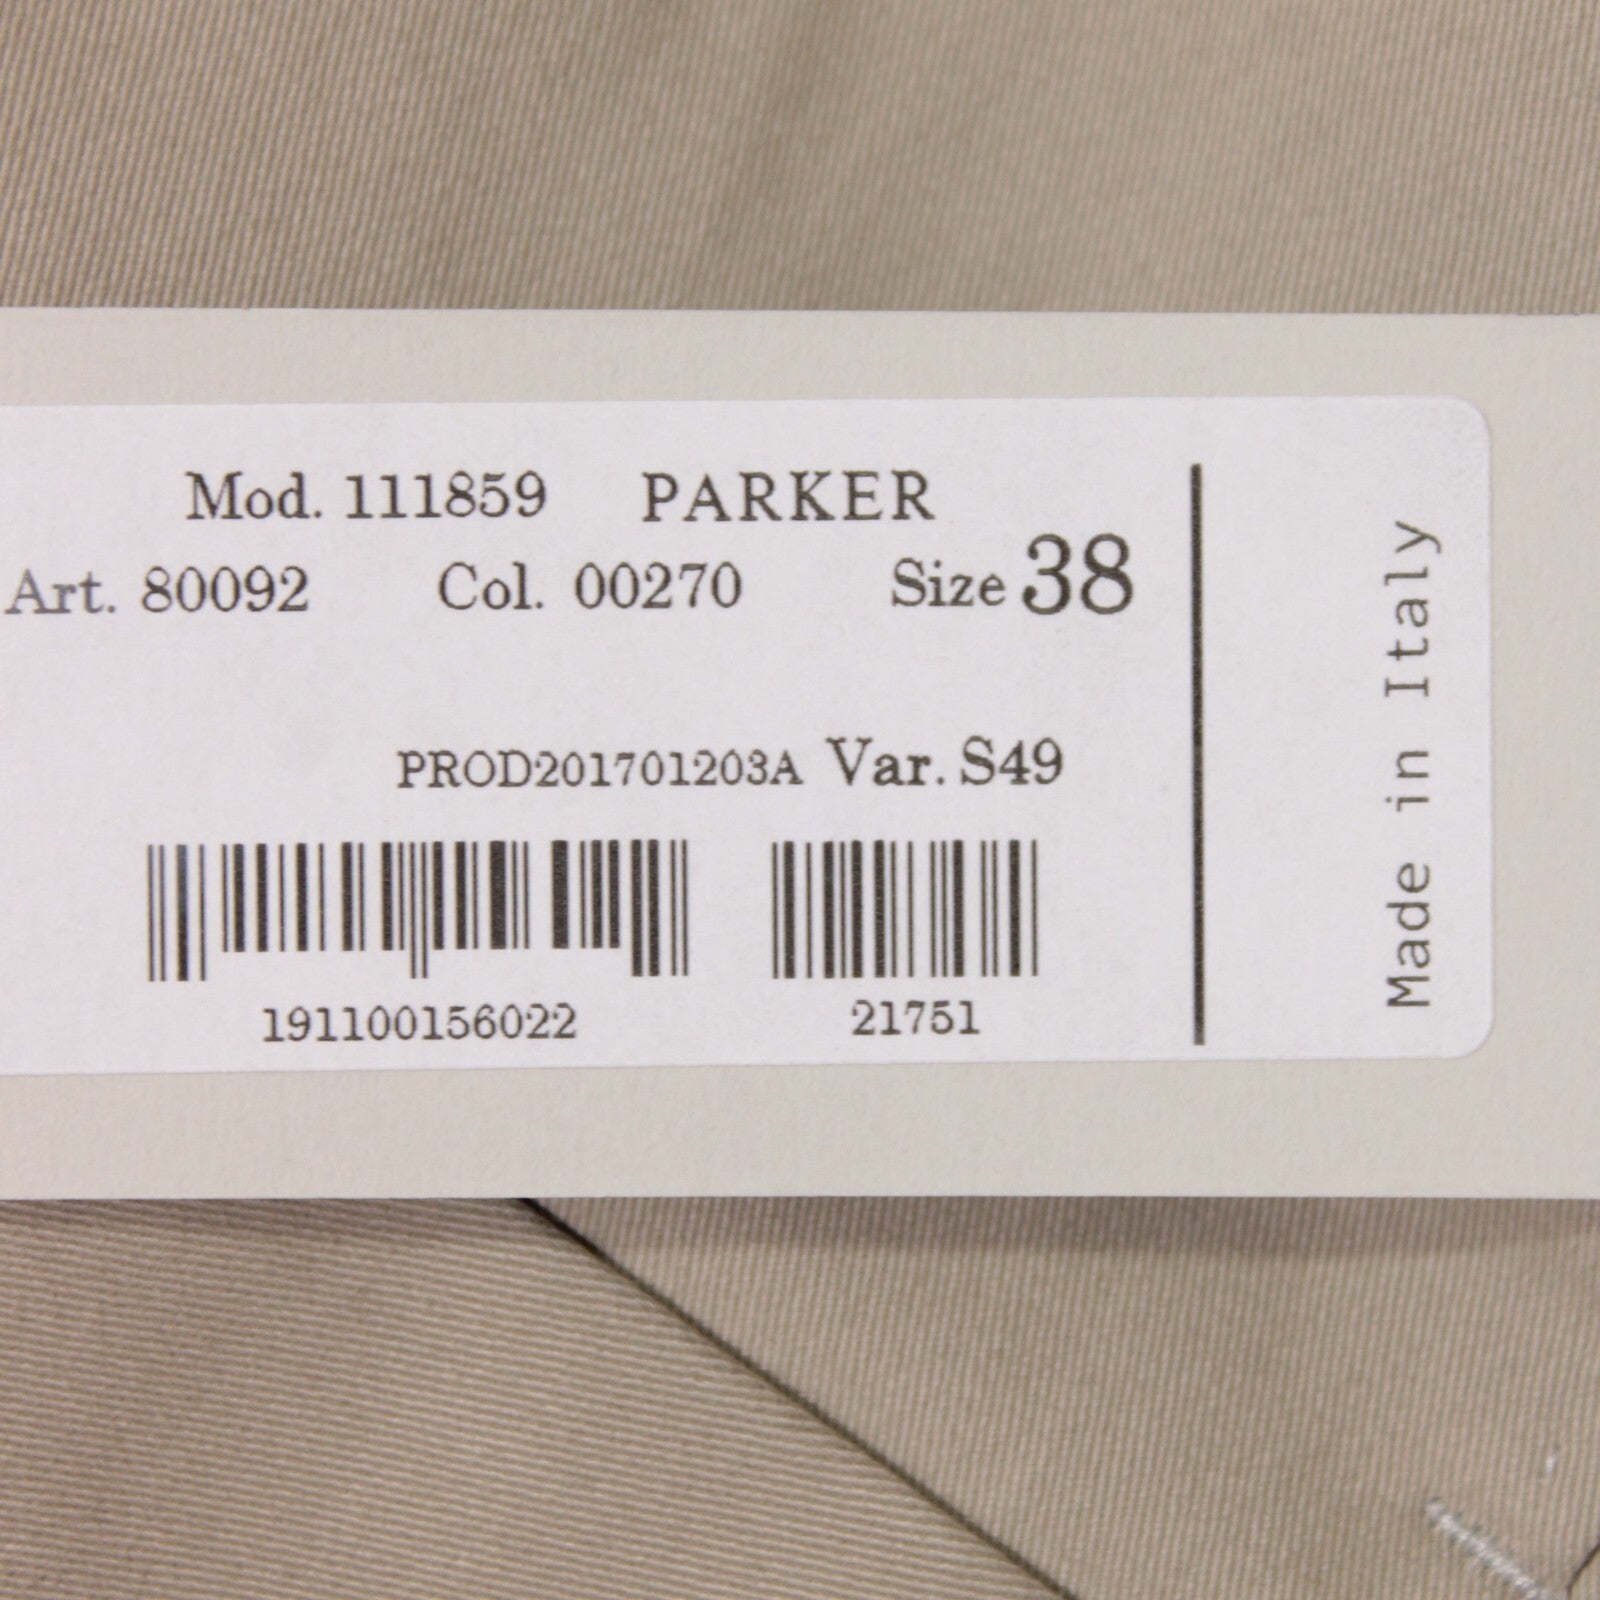 Mod. 111859 PARKER
Art. 80092 Col. 00270 Size 38
PROD201701203A Var. S49
191100156022 21751
Made in Italy